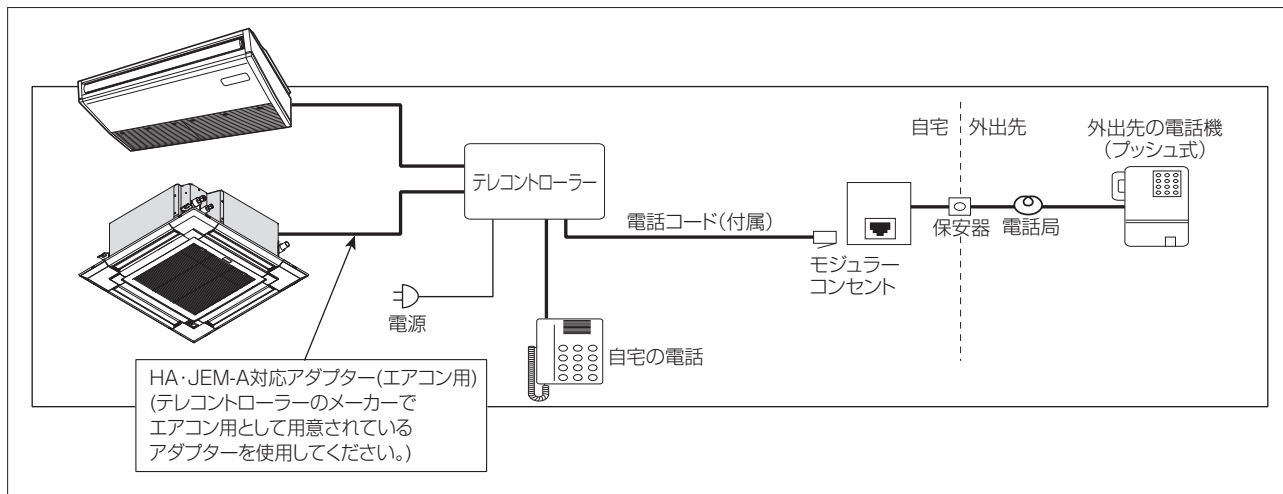 自宅
外出先
外出先の電話機
(プッシュ式)
テレコントローラー
電話コード(付属)
保安器
電話局
モジュラー
コンセント
電源
自宅の電話
HA・JEM-A対応アダプター(エアコン用)
(テレコントローラーのメーカーで
エアコン用として用意されている
アダプターを使用してください。)